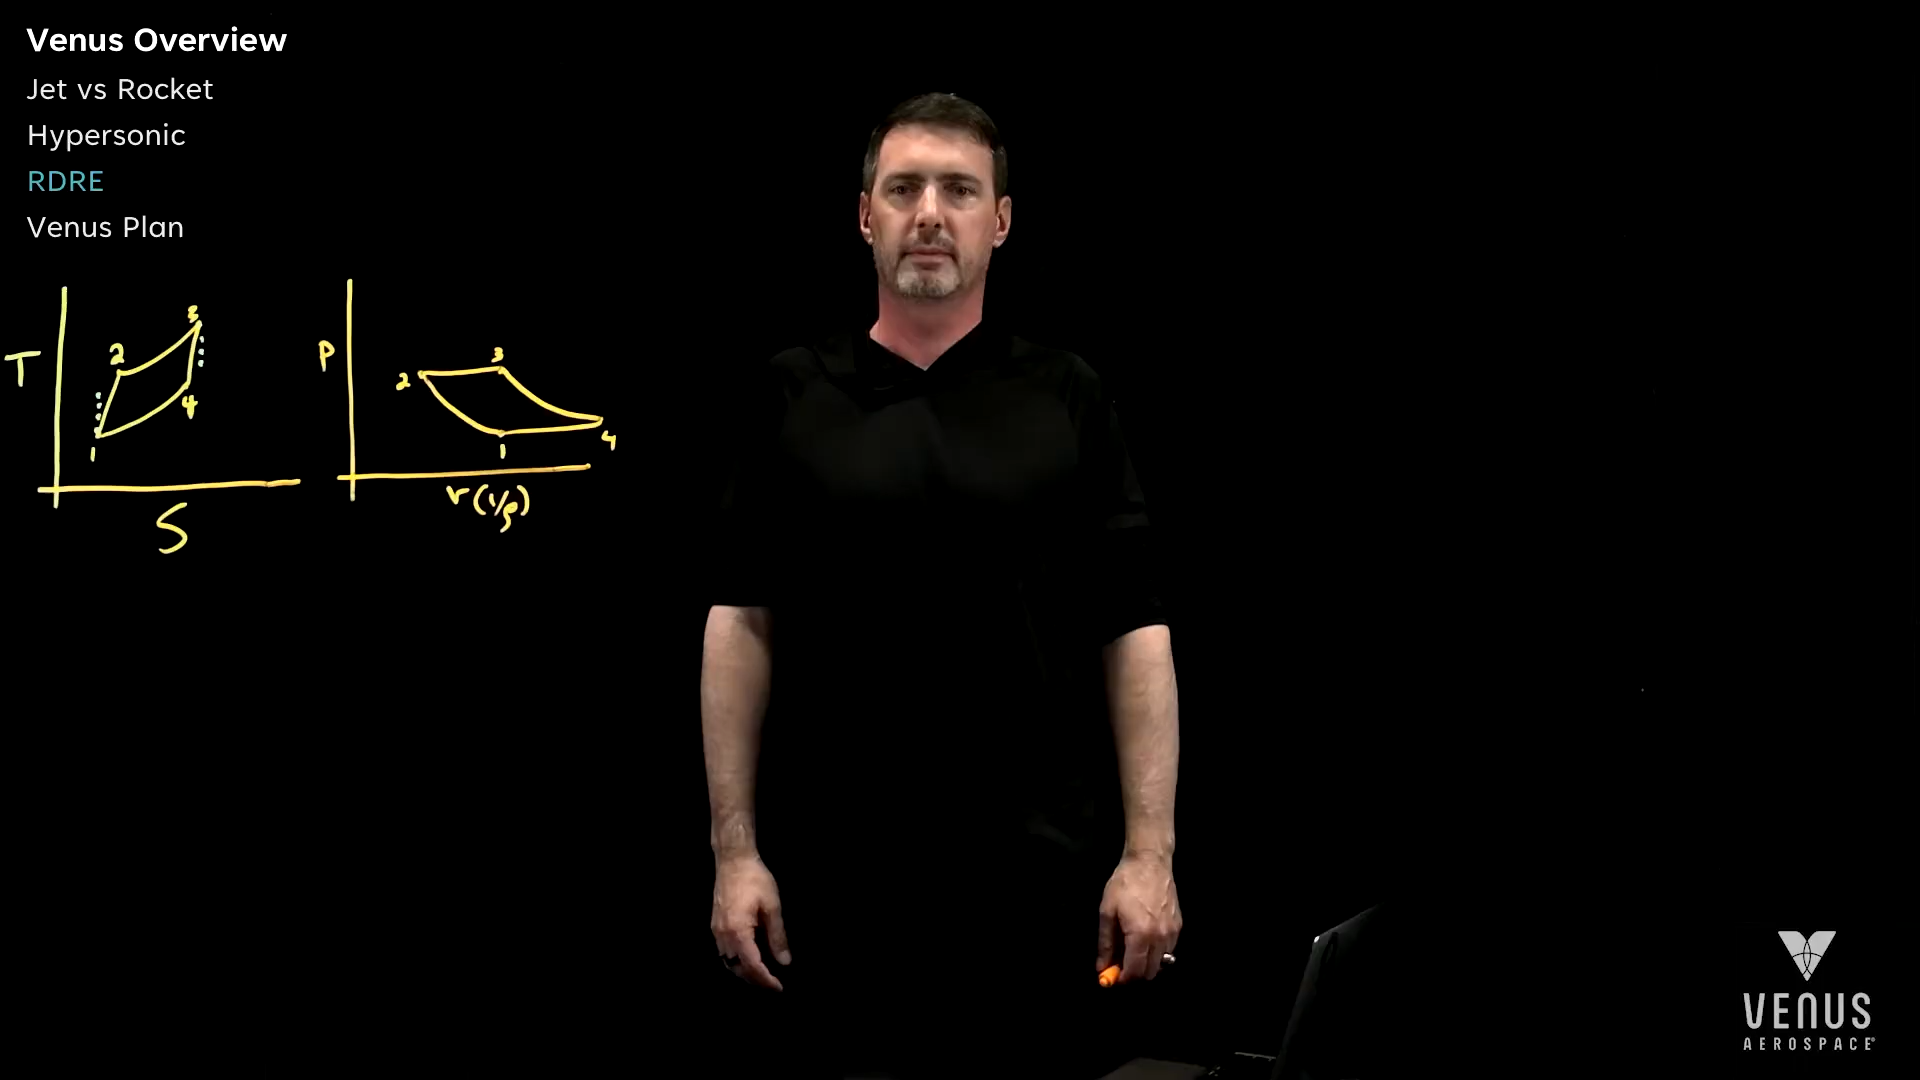 Venus Overview
Jet vs Rocket
Hypersonic
RDRE
Venus Plan
T
1
2
3
4
S
P
2
3
1
4
v(1/ρ)
VENUS
AEROSPACE